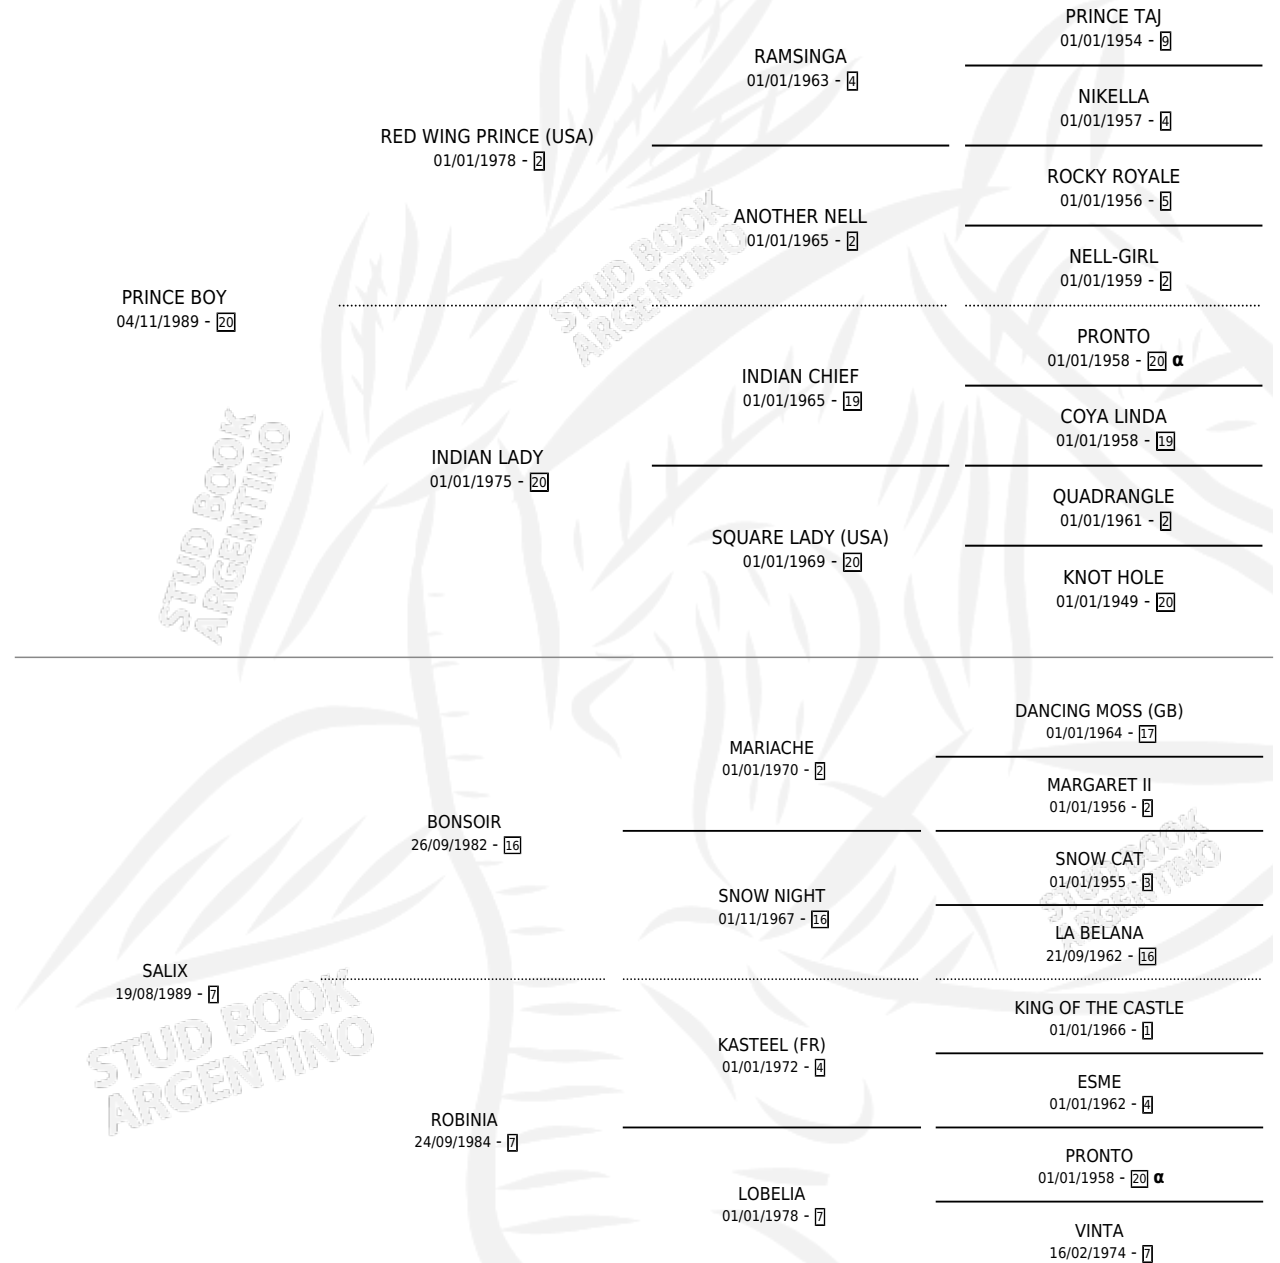 PRINCE TAJ
01/01/1954 - 9
RAMSINGA
01/01/1963 - 4
NIKELLA
01/01/1957 - 4
RED WING PRINCE (USA)
01/01/1978 - 2
ROCKY ROYALE
01/01/1956 - 5
ANOTHER NELL
01/01/1965 - 2
NELL-GIRL
01/01/1959 - 2
PRINCE BOY
04/11/1989 - 20
PRONTO
01/01/1958 - 20 α
INDIAN CHIEF
01/01/1965 - 19
COYA LINDA
01/01/1958 - 19
INDIAN LADY
01/01/1975 - 20
QUADRANGLE
01/01/1961 - 2
SQUARE LADY (USA)
01/01/1969 - 20
KNOT HOLE
01/01/1949 - 20
DANCING MOSS (GB)
01/01/1964 - 17
MARIACHE
01/01/1970 - 2
MARGARET II
01/01/1956 - 2
BONSOIR
26/09/1982 - 16
SNOW CAT
01/01/1955 - 3
SNOW NIGHT
01/11/1967 - 16
LA BELANA
21/09/1962 - 16
SALIX
19/08/1989 - 7
KING OF THE CASTLE
01/01/1966 - 1
KASTEEL (FR)
01/01/1972 - 4
ESME
01/01/1962 - 4
ROBINIA
24/09/1984 - 7
PRONTO
01/01/1958 - 20 α
LOBELIA
01/01/1978 - 7
VINTA
16/02/1974 - 7
STUD BOOK
ARGENTINO
STUD BOOK
ARGENTINO
STUD BOOK
ARGENTINO
STUD BOOK
ARGENTINO